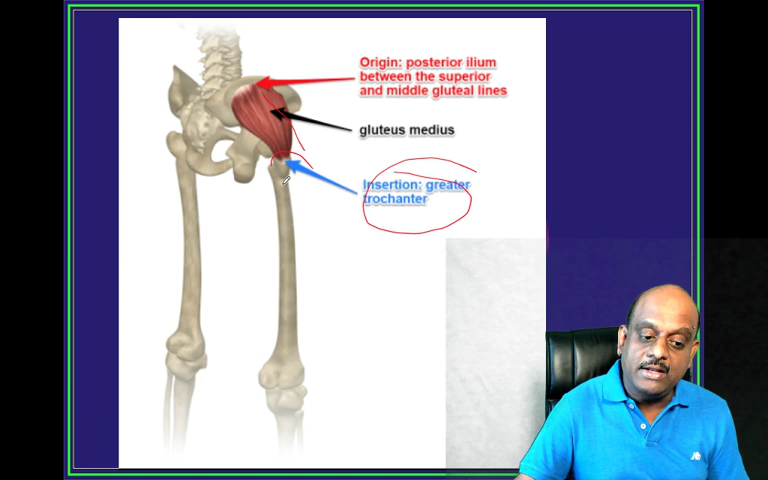 Origin: posterior ilium
between the superior
and middle gluteal lines
gluteus medius
Insertion: greater
trochanter